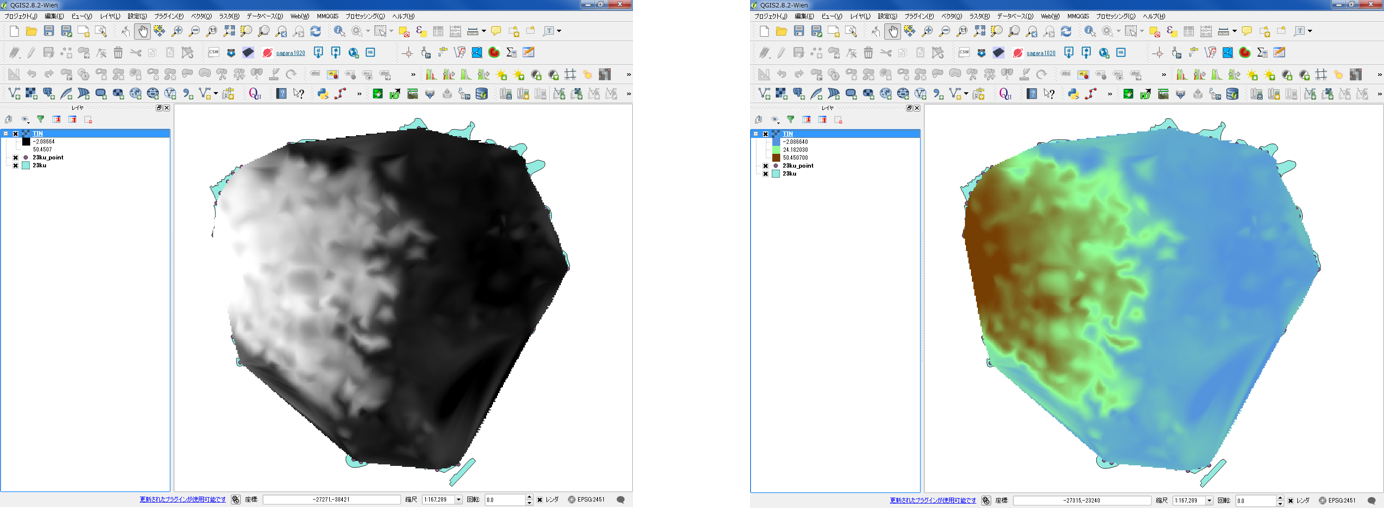 QGIS2.8.2-Wien
プロジェクト(J) 編集(E) ビュー(V) レイヤ(L) 設定(S) プラグイン(P) ベクタ(O) ラスタ(R) データベース(D) Web(W) MMQGIS プロセッシング(C) ヘルプ(H)
CSW sagara1920
レイヤ
TIN
-2.08664
50.4507
23ku_point
23ku
更新されたプラグインが使用可能です 座標: -27271,-38421 縮尺 1:167,289 回転: 0.0 レンダ EPSG:2451
QGIS2.8.2-Wien
プロジェクト(J) 編集(E) ビュー(V) レイヤ(L) 設定(S) プラグイン(P) ベクタ(O) ラスタ(R) データベース(D) Web(W) MMQGIS プロセッシング(C) ヘルプ(H)
CSW sagara1920
レイヤ
TIN
-2.086640
24.182030
50.450700
23ku_point
23ku
更新されたプラグインが使用可能です 座標: -27315,-23240 縮尺 1:167,289 回転: 0.0 レンダ EPSG:2451